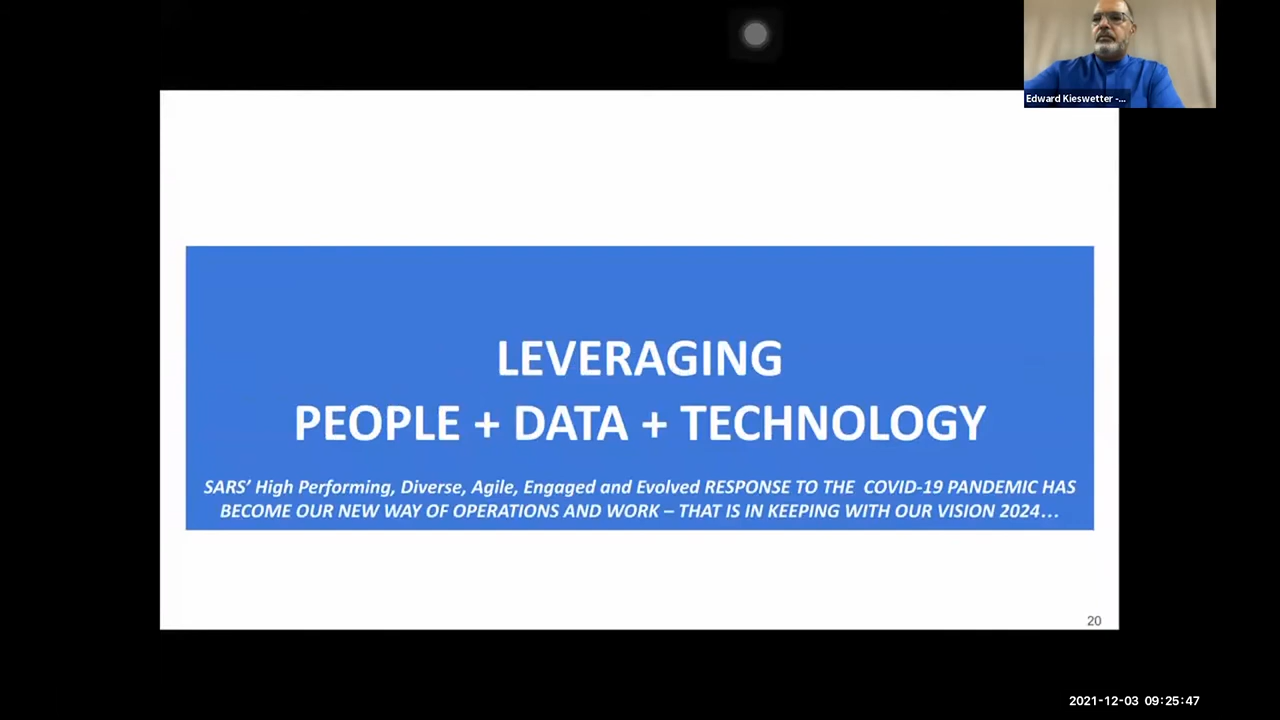 Edward Kieswetter -...
LEVERAGING
PEOPLE + DATA + TECHNOLOGY
SARS’ High Performing, Diverse, Agile, Engaged and Evolved RESPONSE TO THE COVID-19 PANDEMIC HAS
BECOME OUR NEW WAY OF OPERATIONS AND WORK – THAT IS IN KEEPING WITH OUR VISION 2024…
20
2021-12-03 09:25:47